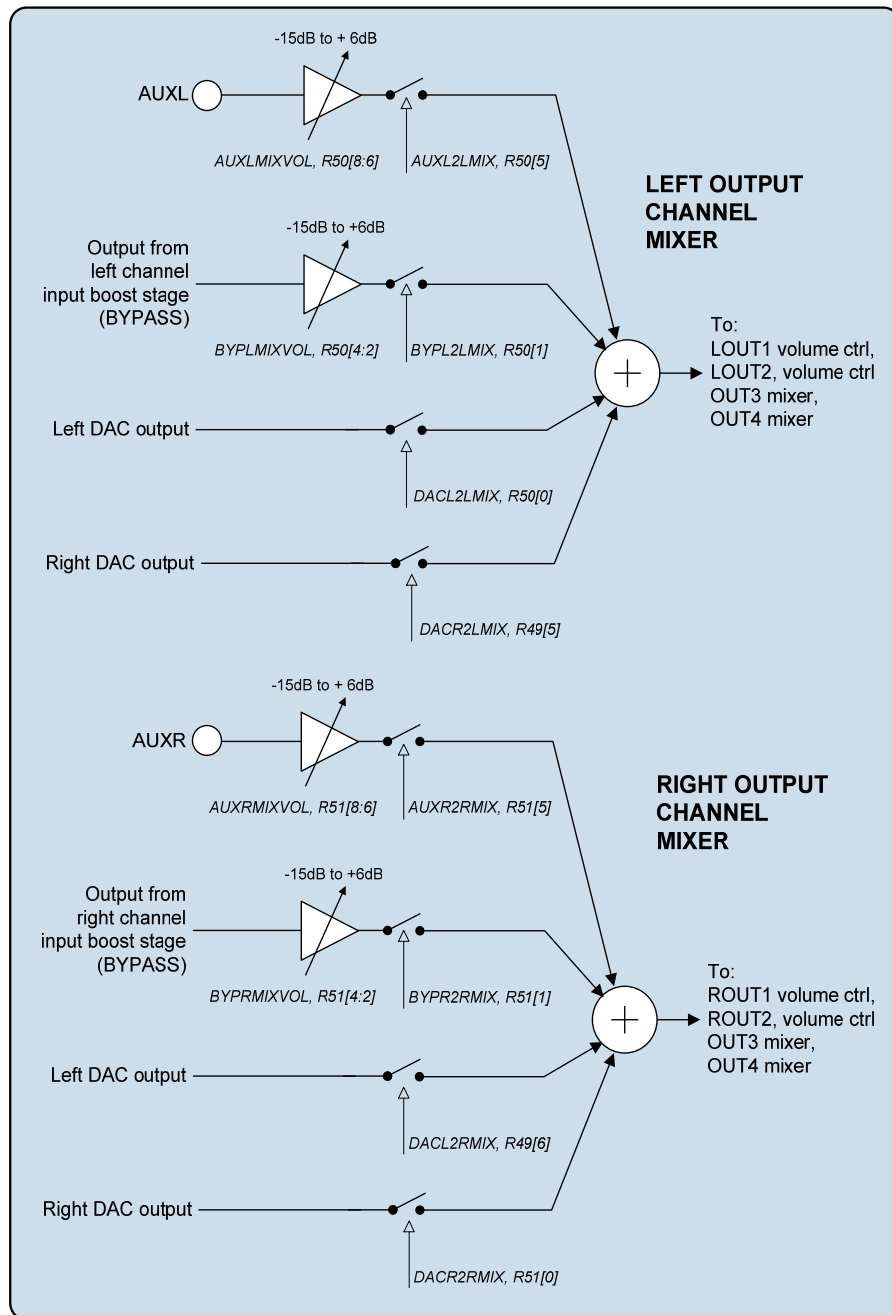 -15dB to + 6dB
AUXL
AUXLMIXVOL, R50[8:6]
AUXL2LMIX, R50[5]
LEFT OUTPUT
CHANNEL
MIXER
-15dB to +6dB
Output from
left channel
input boost stage
(BYPASS)
BYPLMIXVOL, R50[4:2]
BYPL2LMIX, R50[1]
+
To:
LOUT1 volume ctrl,
LOUT2, volume ctrl
OUT3 mixer,
OUT4 mixer
Left DAC output
DACL2LMIX, R50[0]
Right DAC output
DACR2LMIX, R49[5]
-15dB to + 6dB
AUXR
AUXRMIXVOL, R51[8:6]
AUXR2RMIX, R51[5]
RIGHT OUTPUT
CHANNEL
MIXER
-15dB to +6dB
Output from
right channel
input boost stage
(BYPASS)
BYPRMIXVOL, R51[4:2]
BYPR2RMIX, R51[1]
+
To:
ROUT1 volume ctrl,
ROUT2, volume ctrl
OUT3 mixer,
OUT4 mixer
Left DAC output
DACL2RMIX, R49[6]
Right DAC output
DACR2RMIX, R51[0]